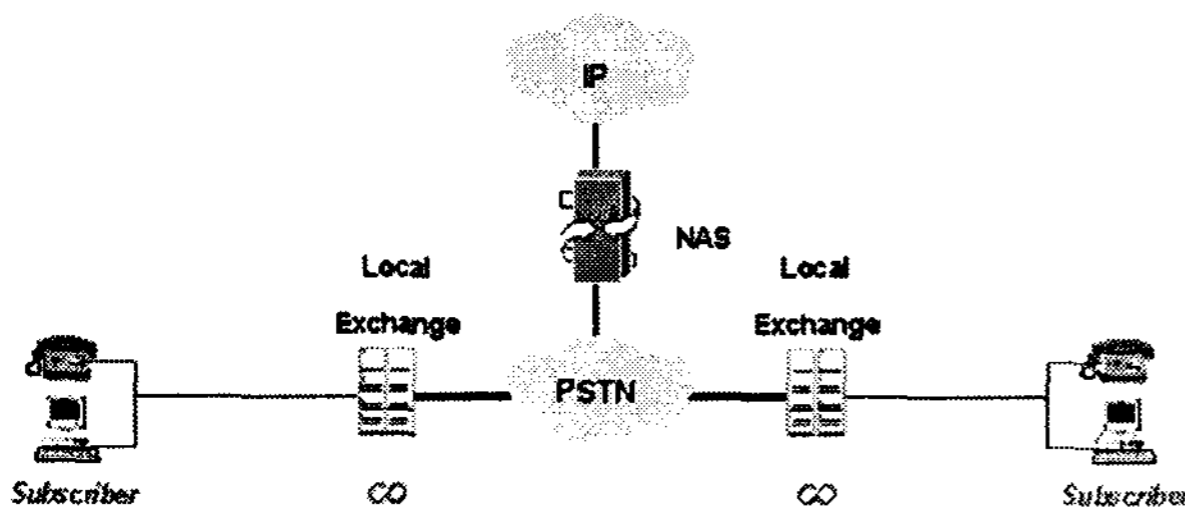 IP
NAS
Local
Exchange
Local
Exchange
PSTN
Subscriber
CO
CO
Subscriber